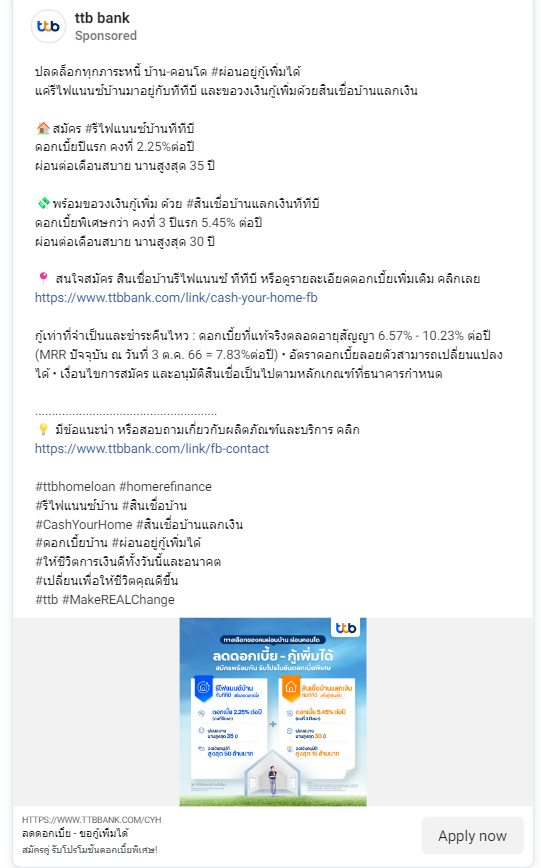 ttb
ttb bank
Sponsored
ปลดล็อกทุกภาระหนี้ บ้าน-คอนโด #ผ่อนอยู่กู้เพิ่มได้
แค่รีไฟแนนซ์บ้านมาอยู่กับทีทีบี และขอวงเงินกู้เพิ่มด้วยสินเชื่อบ้านแลกเงิน
🏠 สมัคร #รีไฟแนนซ์บ้านทีทีบี
ดอกเบี้ยปีแรก คงที่ 2.25%ต่อปี
ผ่อนต่อเดือนสบาย นานสูงสุด 35 ปี
💸 พร้อมขอวงเงินกู้เพิ่ม ด้วย #สินเชื่อบ้านแลกเงินทีทีบี
ดอกเบี้ยพิเศษกว่า คงที่ 3 ปีแรก 5.45% ต่อปี
ผ่อนต่อเดือนสบาย นานสูงสุด 30 ปี
📍 สนใจสมัคร สินเชื่อบ้านรีไฟแนนซ์ ทีทีบี หรือดูรายละเอียดดอกเบี้ยเพิ่มเติม คลิกเลย
https://www.ttbbank.com/link/cash-your-home-fb
กู้เท่าที่จำเป็นและชำระคืนไหว : ดอกเบี้ยที่แท้จริงตลอดอายุสัญญา 6.57% - 10.23% ต่อปี
(MRR ปัจจุบัน ณ วันที่ 3 ต.ค. 66 = 7.83%ต่อปี) • อัตราดอกเบี้ยลอยตัวสามารถเปลี่ยนแปลง
ได้ • เงื่อนไขการสมัคร และอนุมัติสินเชื่อเป็นไปตามหลักเกณฑ์ที่ธนาคารกำหนด
......................................................
💡 มีข้อแนะนำ หรือสอบถามเกี่ยวกับผลิตภัณฑ์และบริการ คลิก
https://www.ttbbank.com/link/fb-contact
#ttbhomeloan #homerefinance
#รีไฟแนนซ์บ้าน #สินเชื่อบ้าน
#CashYourHome #สินเชื่อบ้านแลกเงิน
#ดอกเบี้ยบ้าน #ผ่อนอยู่กู้เพิ่มได้
#ให้ชีวิตการเงินดีทั้งวันนี้และอนาคต
#เปลี่ยนเพื่อให้ชีวิตคุณดีขึ้น
#ttb #MakeREALChange
ttb
ทางเลือกของคนผ่อนบ้าน ผ่อนคอนโด
ลดดอกเบี้ย - กู้เพิ่มได้
สมัครพร้อมกัน รับโปรโมชันดอกเบี้ยพิเศษ
รีไฟแนนซ์บ้าน
สินเชื่อบ้านแลกเงิน
ดอกเบี้ย 2.25% ต่อปี
ดอกเบี้ย 5.45% ต่อปี
ผ่อนสบาย
นานสูงสุด 35 ปี
ผ่อนสบาย
นานสูงสุด 30 ปี
วงเงินอนุมัติ
สูงสุด 50 ล้านบาท
วงเงินอนุมัติ
สูงสุด 15 ล้านบาท
HTTPS://WWW.TTBBANK.COM/CYH
ลดดอกเบี้ย - ขอกู้เพิ่มได้
สมัครคู่ รับโปรโมชันดอกเบี้ยพิเศษ!
Apply now